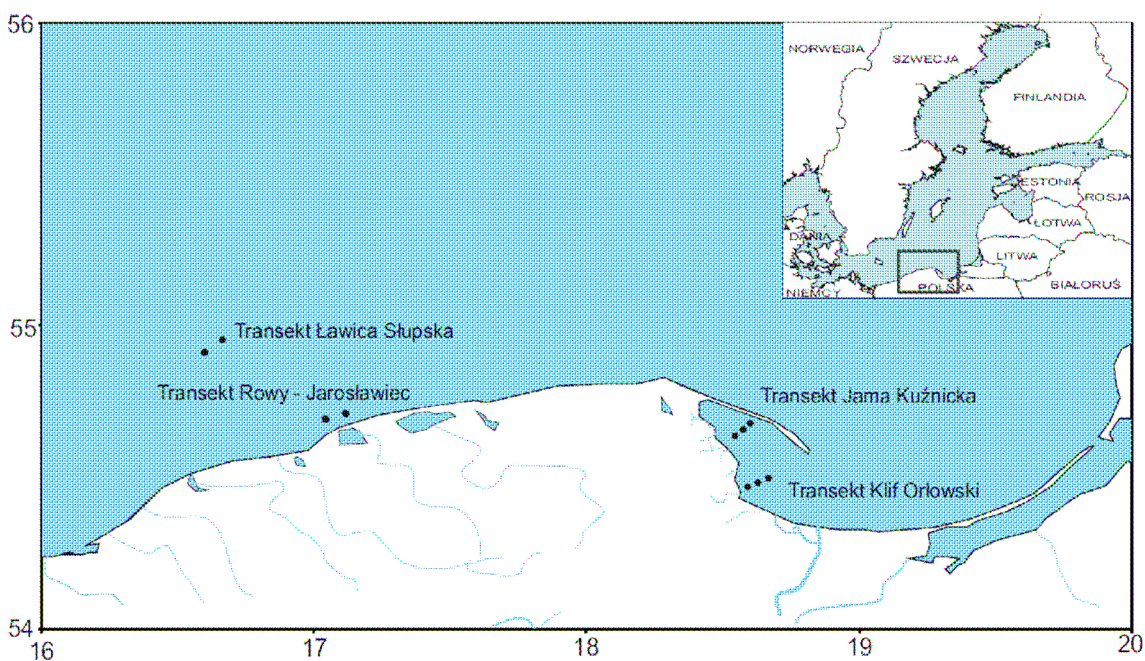 56
NORWEGIA
SZWECJA
FINLANDIA
ESTONIA
ROSJA
ŁOTWA
DANIA
LITWA
NIEMCY
POLSKA
BIAŁORUŚ
55
Transekt Ławica Słupska
Transekt Rowy - Jarosławiec
Transekt Jama Kuźnicka
Transekt Klif Orłowski
54
16
17
18
19
20